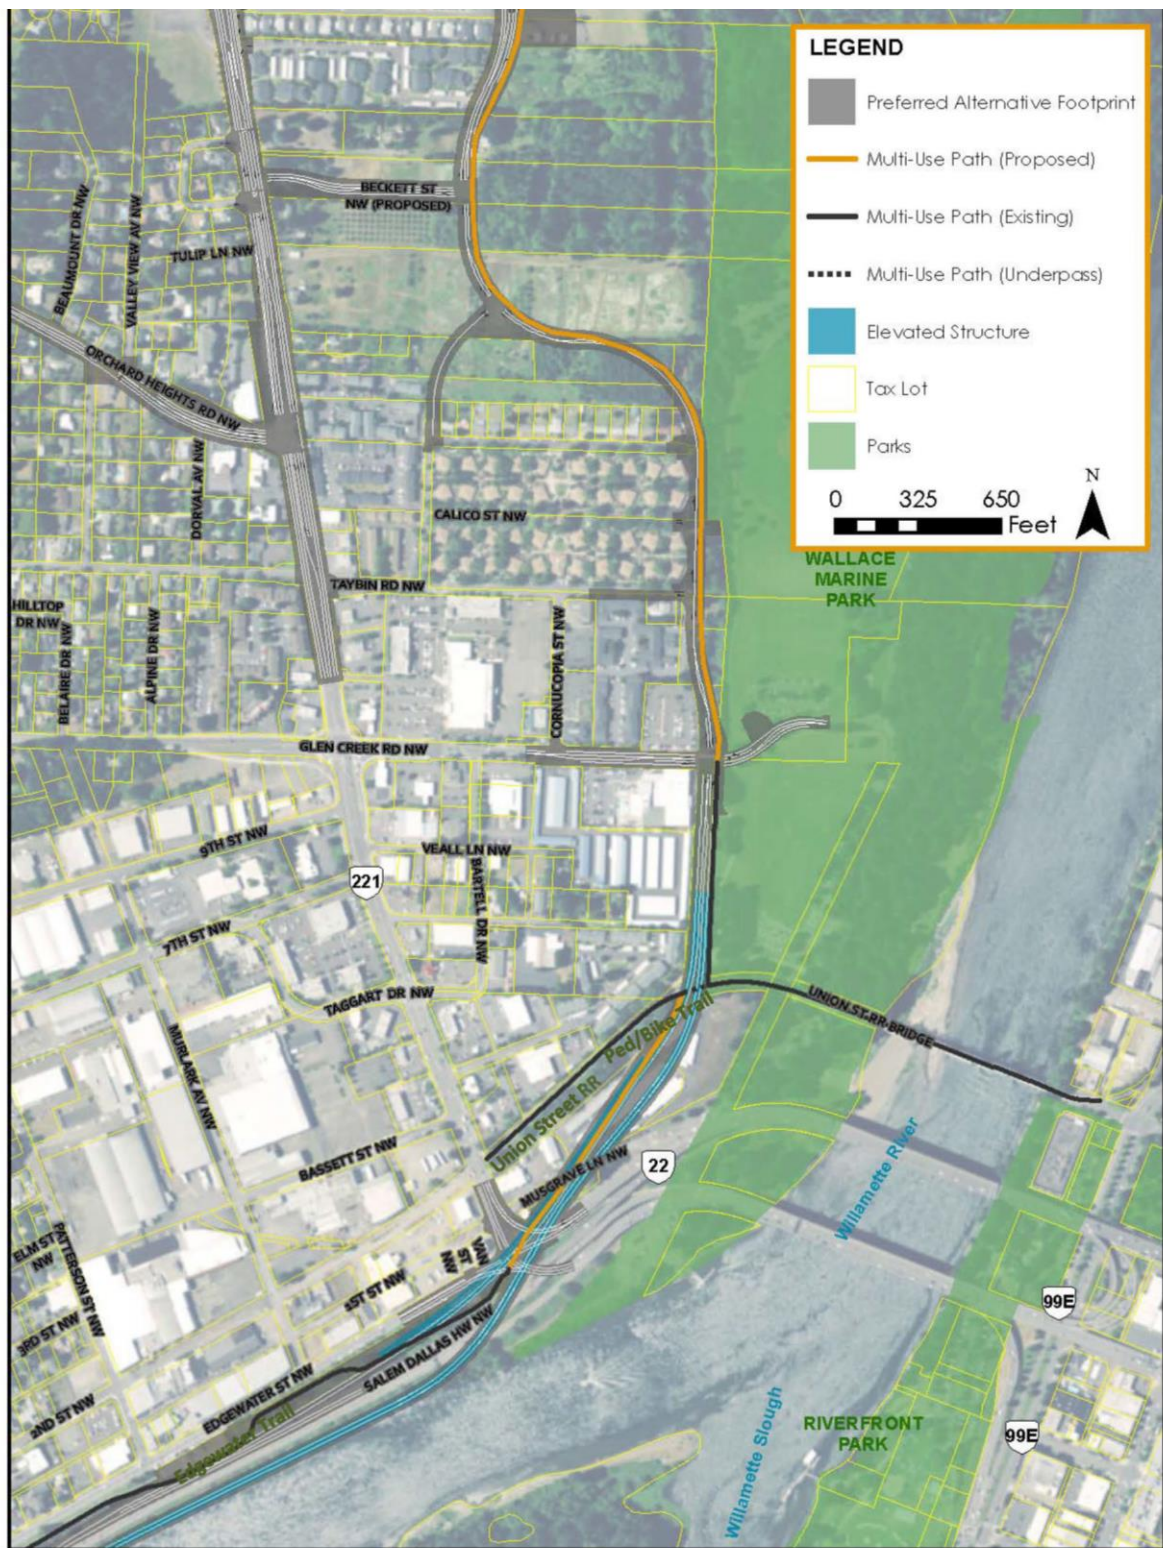 LEGEND
Preferred Alternative Footprint
Multi-Use Path (Proposed)
Multi-Use Path (Existing)
Multi-Use Path (Underpass)
Elevated Structure
Tax Lot
Parks
N
0 325 650
Feet
BECKETT ST
NW (PROPOSED)
BEAUMOUNT DR NW
VALLEY VIEW AV NW
TULIP LN NW
ORCHARD HEIGHTS RD NW
DORVAL AV NW
CALICO ST NW
WALLACE
MARINE
PARK
TAYBIN RD NW
HILLTOP
DR NW
BELAIRE DR NW
ALPINE DR NW
CORNUCOPIA ST NW
GLEN CREEK RD NW
9TH ST NW
VEALL LN NW
221
BARTELL DR NW
7TH ST NW
TAGGART DR NW
UNION ST RR BRIDGE
Union Street RR Ped/Bike Trail
MURLARK AV NW
BASSETT ST NW
MUSGRAVE LN NW
22
Willamette River
ELM ST
NW
PATTERSON ST NW
VAN
ST
NW
1ST ST NW
99E
3RD ST NW
SALEM DALLAS HW NW
EDGEWATER ST NW
2ND ST NW
Edgewater Trail
RIVERFRONT
PARK
99E
Willamette Slough
22